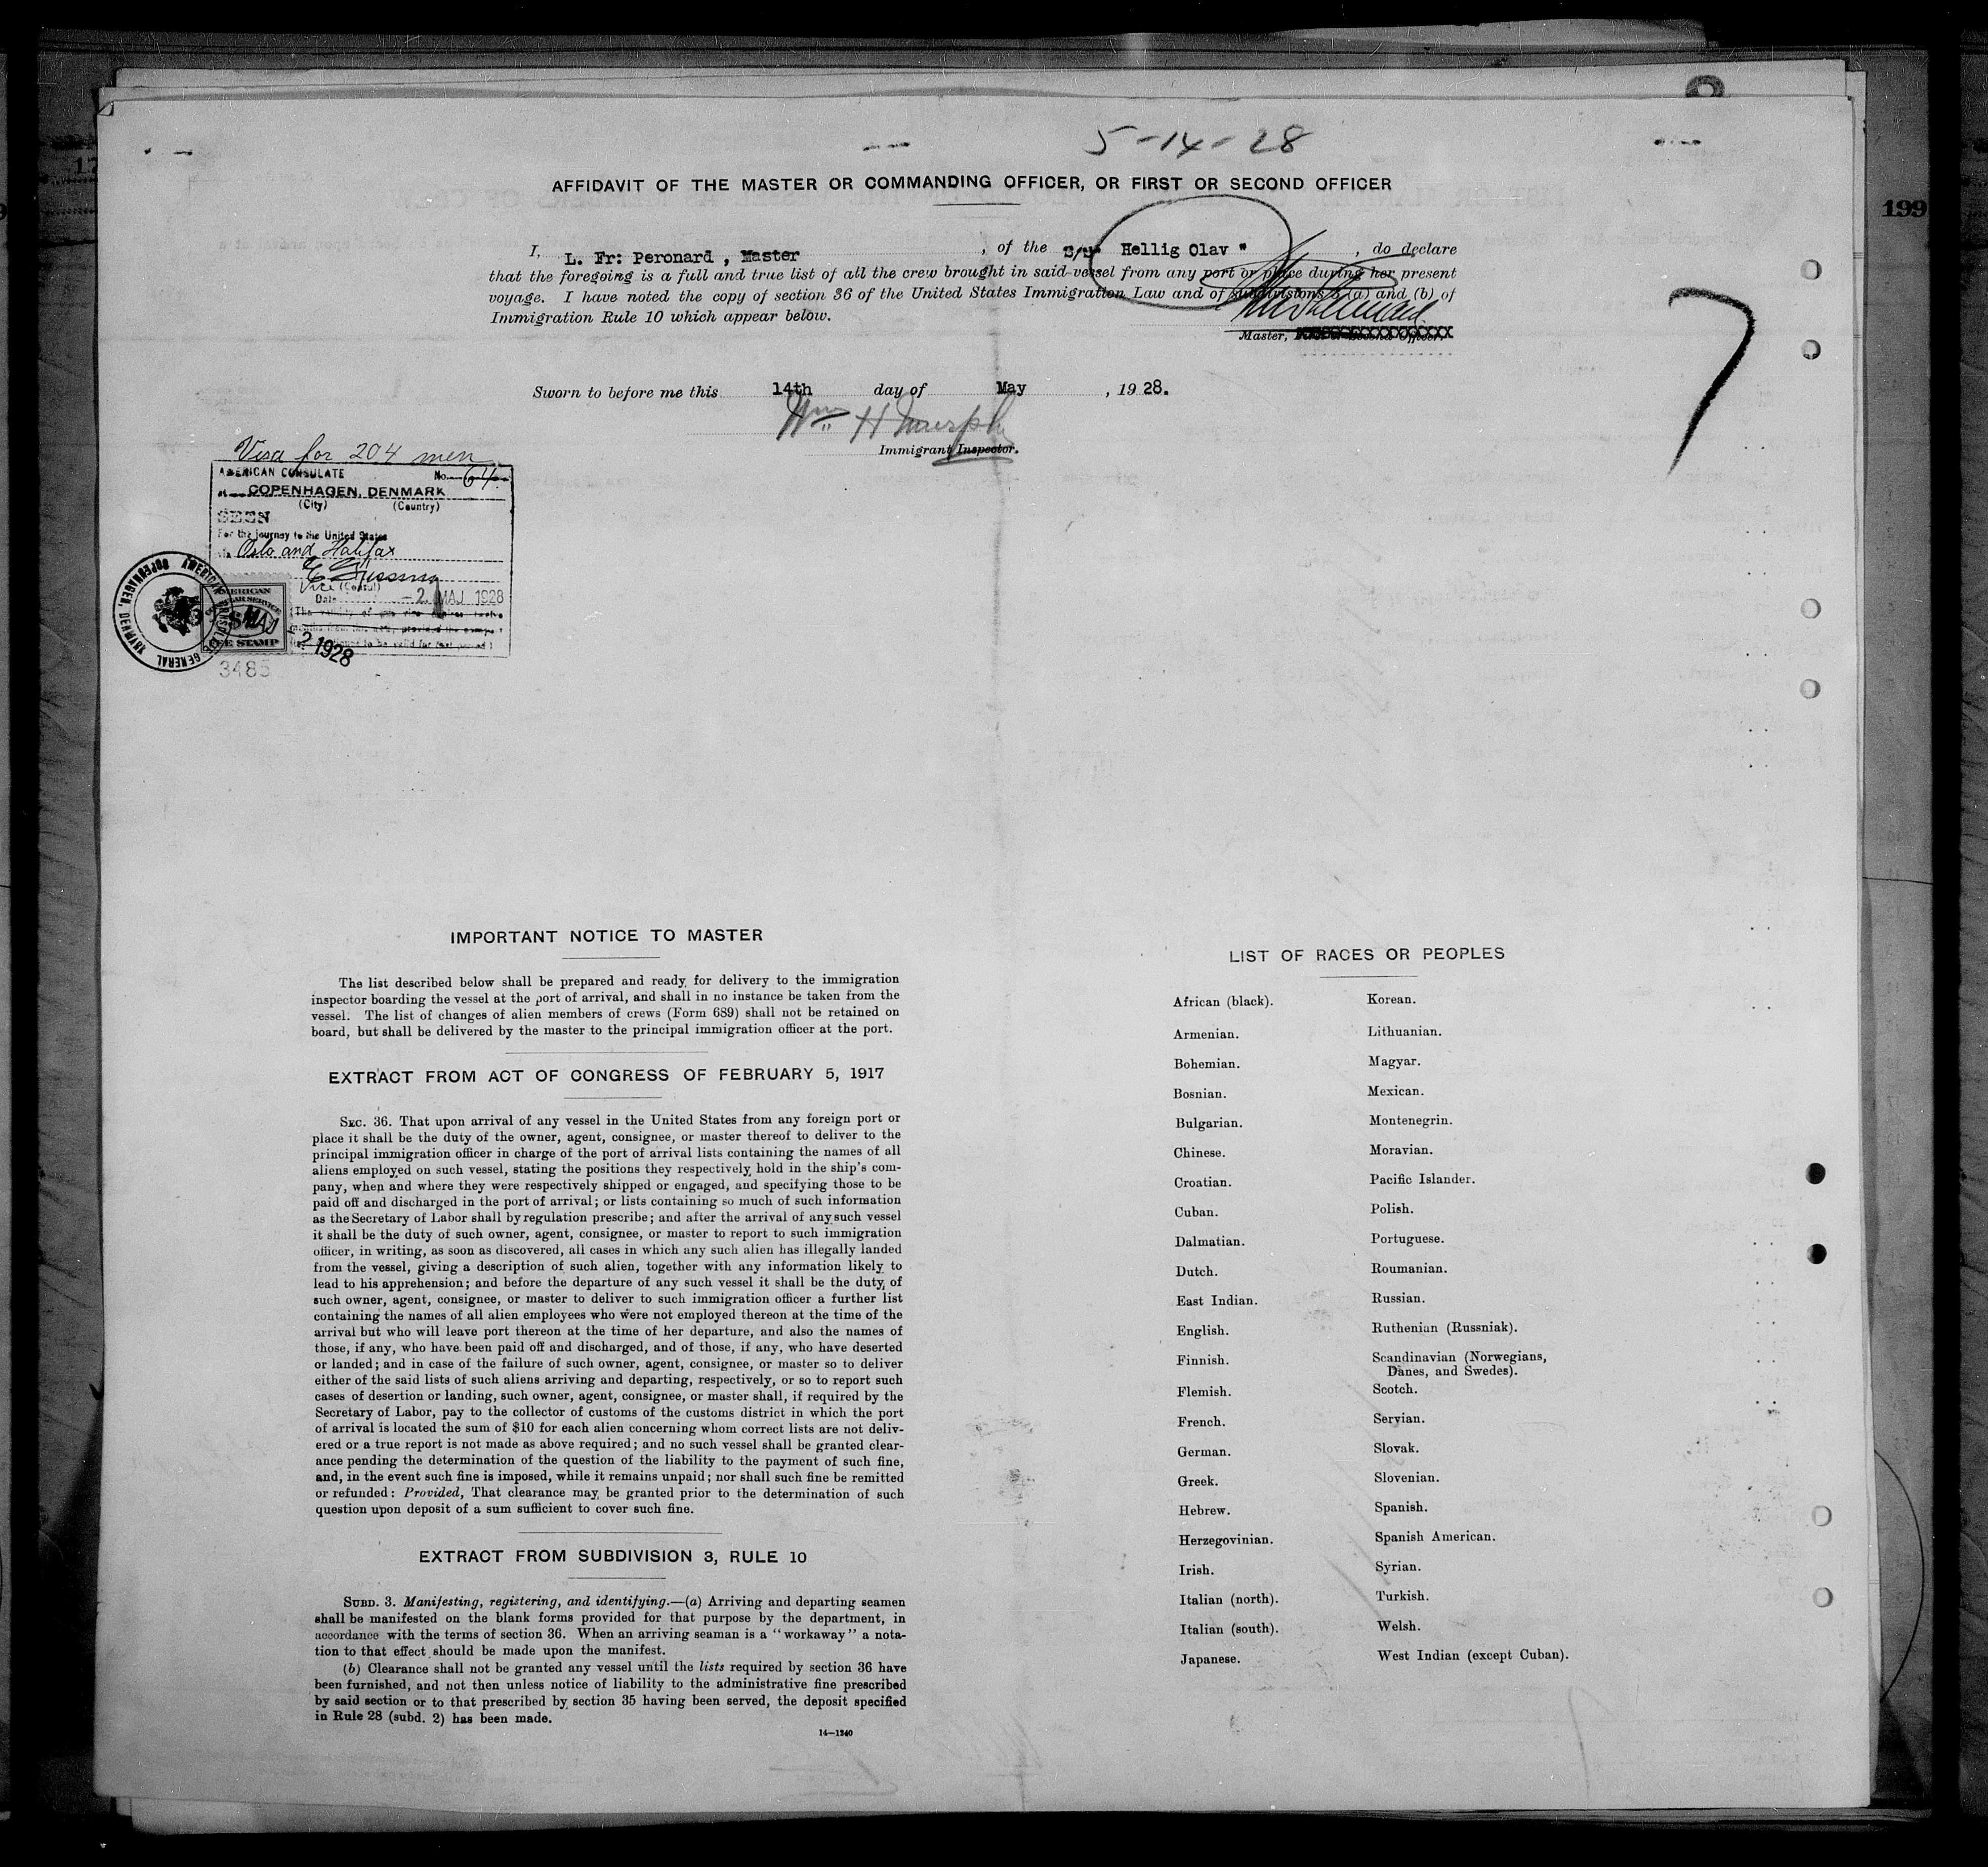 5-14-28
AFFIDAVIT OF THE MASTER OR COMMANDING OFFICER, OR FIRST OR SECOND OFFICER
199
I, L. Fr: Peronard , Master , of the S/S" Hellig Olav " , do declare
that the foregoing is a full and true list of all the crew brought in said vessel from any port or place during her present
voyage. I have noted the copy of section 36 of the United States Immigration Law and of subdivisions 3 (a) and (b) of
Immigration Rule 10 which appear below.
Master, First or Second Officer.
7
Sworn to before me this 14th day of May , 19 28.
Wm H Murphy
Immigrant Inspector.
Visa for 204 men
AMERICAN CONSULATE No. 64
at COPENHAGEN, DENMARK
(City) (Country)
SEEN
For the journey to the United States
via Oslo and Halifax
Vice (Consul)
Date -2. MAJ 1928
AMERICAN CONSULATE GENERAL COPENHAGEN, DENMARK
AMERICAN
FEE STAMP
2 MAJ 1928
3485
IMPORTANT NOTICE TO MASTER
The list described below shall be prepared and ready for delivery to the immigration
inspector boarding the vessel at the port of arrival, and shall in no instance be taken from the
vessel. The list of changes of alien members of crews (Form 689) shall not be retained on
board, but shall be delivered by the master to the principal immigration officer at the port.
EXTRACT FROM ACT OF CONGRESS OF FEBRUARY 5, 1917
SEC. 36. That upon arrival of any vessel in the United States from any foreign port or
place it shall be the duty of the owner, agent, consignee, or master thereof to deliver to the
principal immigration officer in charge of the port of arrival lists containing the names of all
aliens employed on such vessel, stating the positions they respectively hold in the ship's com-
pany, when and where they were respectively shipped or engaged, and specifying those to be
paid off and discharged in the port of arrival; or lists containing so much of such information
as the Secretary of Labor shall by regulation prescribe; and after the arrival of any such vessel
it shall be the duty of such owner, agent, consignee, or master to report to such immigration
officer, in writing, as soon as discovered, all cases in which any such alien has illegally landed
from the vessel, giving a description of such alien, together with any information likely to
lead to his apprehension; and before the departure of any such vessel it shall be the duty of
such owner, agent, consignee, or master to deliver to such immigration officer a further list
containing the names of all alien employees who were not employed thereon at the time of the
arrival but who will leave port thereon at the time of her departure, and also the names of
those, if any, who have been paid off and discharged, and of those, if any, who have deserted
or landed; and in case of the failure of such owner, agent, consignee, or master so to deliver
either of the said lists of such aliens arriving and departing, respectively, or so to report such
cases of desertion or landing, such owner, agent, consignee, or master shall, if required by the
Secretary of Labor, pay to the collector of customs of the customs district in which the port
of arrival is located the sum of $10 for each alien concerning whom correct lists are not deliv-
ered or a true report is not made as above required; and no such vessel shall be granted clear-
ance pending the determination of the question of the liability to the payment of such fine,
and, in the event such fine is imposed, while it remains unpaid; nor shall such fine be remitted
or refunded: Provided, That clearance may be granted prior to the determination of such
question upon deposit of a sum sufficient to cover such fine.
EXTRACT FROM SUBDIVISION 3, RULE 10
SUBD. 3. Manifesting, registering, and identifying.—(a) Arriving and departing seamen
shall be manifested on the blank forms provided for that purpose by the department, in
accordance with the terms of section 36. When an arriving seaman is a "workaway" a nota-
tion to that effect should be made upon the manifest.
(b) Clearance shall not be granted any vessel until the lists required by section 36 have
been furnished, and not then unless notice of liability to the administrative fine prescribed
by said section or to that prescribed by section 35 having been served, the deposit specified
in Rule 28 (subd. 2) has been made.
14—1240
LIST OF RACES OR PEOPLES
African (black).
Armenian.
Bohemian.
Bosnian.
Bulgarian.
Chinese.
Croatian.
Cuban.
Dalmatian.
Dutch.
East Indian.
English.
Finnish.
Flemish.
French.
German.
Greek.
Hebrew.
Herzegovinian.
Irish.
Italian (north).
Italian (south).
Japanese.
Korean.
Lithuanian.
Magyar.
Mexican.
Montenegrin.
Moravian.
Pacific Islander.
Polish.
Portuguese.
Roumanian.
Russian.
Ruthenian (Russniak).
Scandinavian (Norwegians,
Danes, and Swedes).
Scotch.
Servian.
Slovak.
Slovenian.
Spanish.
Spanish American.
Syrian.
Turkish.
Welsh.
West Indian (except Cuban).